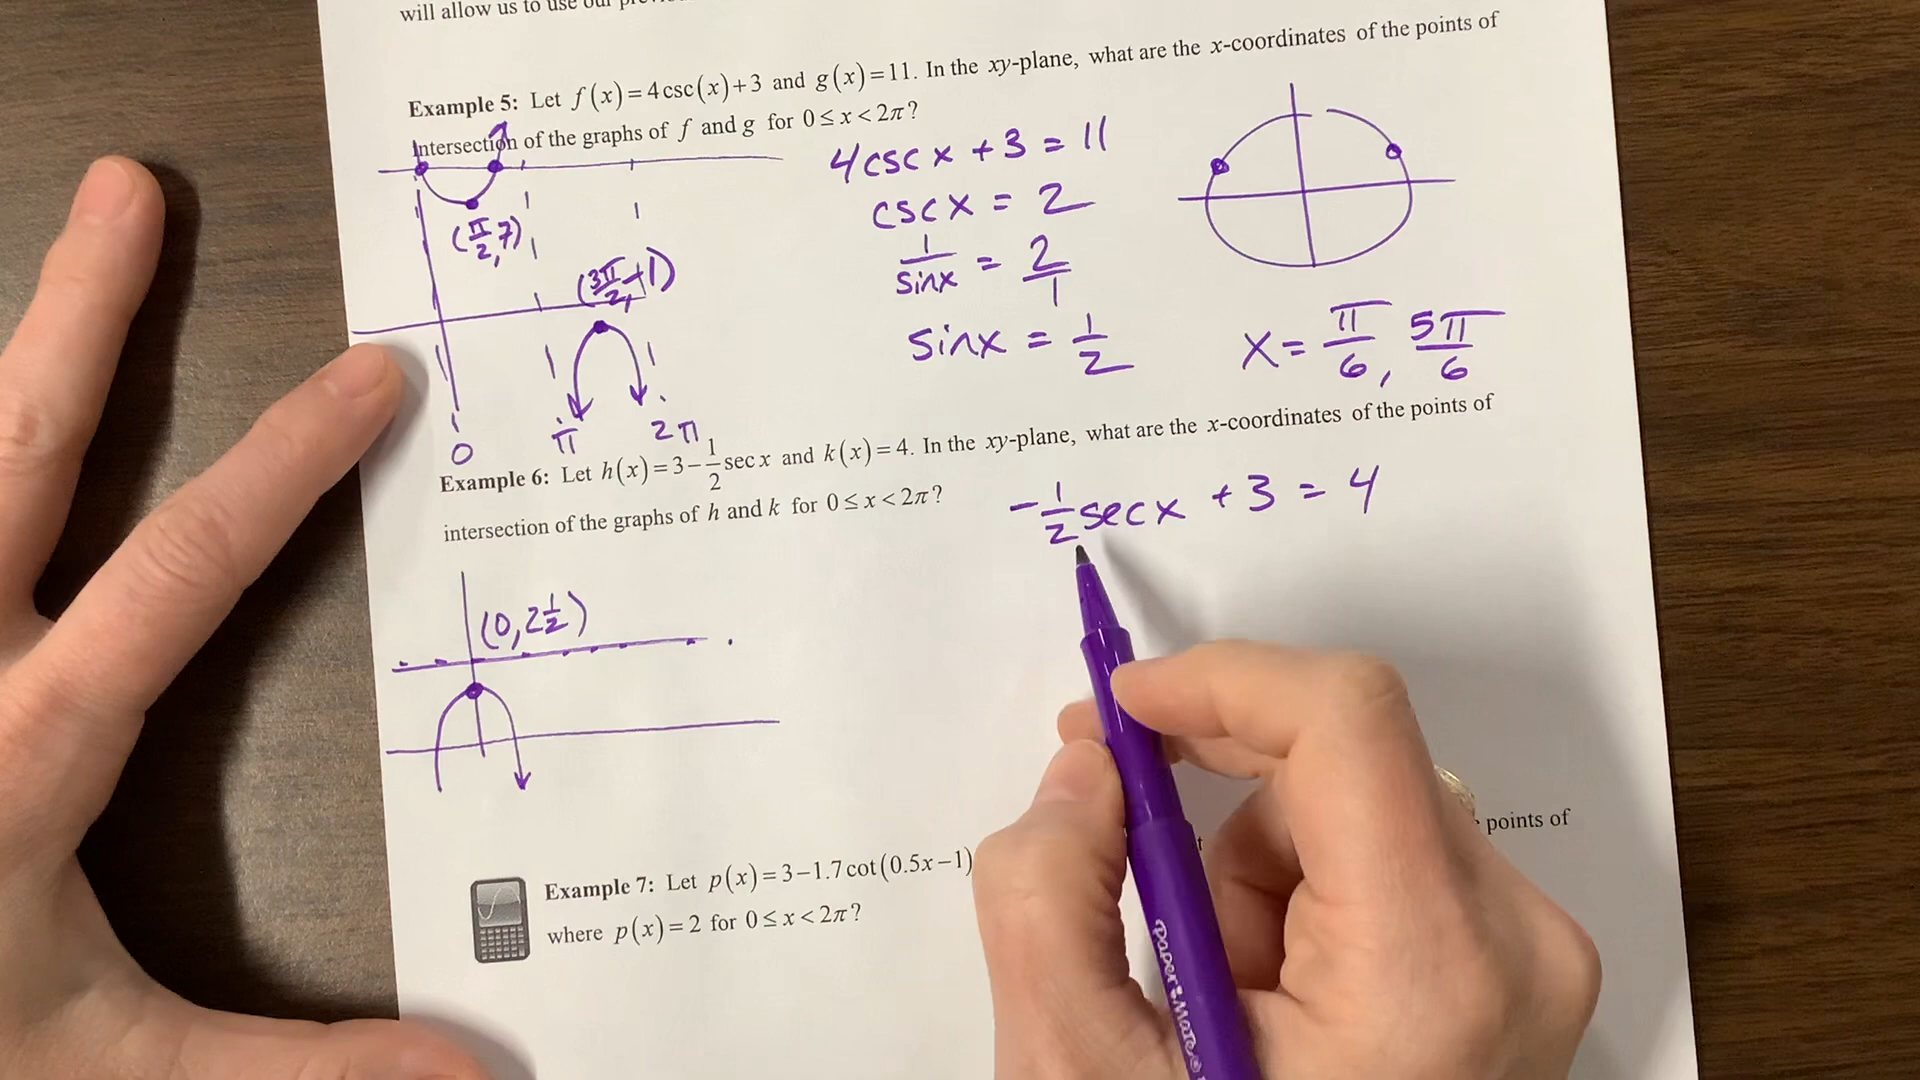 will allow us to use our
Example 5: Let f(x)=4csc(x)+3 and g(x)=11. In the xy-plane, what are the x-coordinates of the points of
intersection of the graphs of f and g for 0≤x<2π?
4cscx +3 = 11
cscx = 2
1/sinx = 2/1
sinx = 1/2
x = π/6, 5π/6
(π/2, 7)
(3π/2, -1)
0
π
2π
Example 6: Let h(x)=3-1/2 sec x and k(x)=4. In the xy-plane, what are the x-coordinates of the points of
intersection of the graphs of h and k for 0≤x<2π?
-1/2 secx +3 = 4
(0, 2 1/2)
Example 7: Let p(x)=3-1.7cot(0.5x-1)
points of
where p(x)=2 for 0≤x<2π?
PAPER MATE